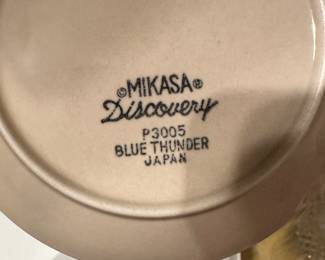 ©MIKASA®
Discovery
P3005
BLUE THUNDER
JAPAN